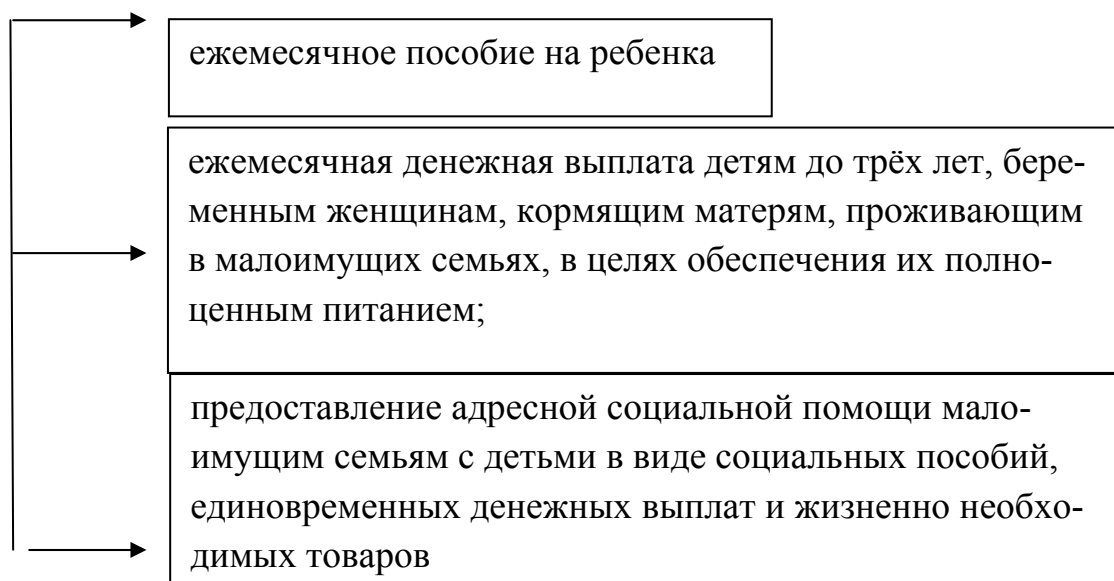 ежемесячное пособие на ребенка
ежемесячная денежная выплата детям до трёх лет, бере-
менным женщинам, кормящим матерям, проживающим
в малоимущих семьях, в целях обеспечения их полно-
ценным питанием;
предоставление адресной социальной помощи мало-
имущим семьям с детьми в виде социальных пособий,
единовременных денежных выплат и жизненно необхо-
димых товаров